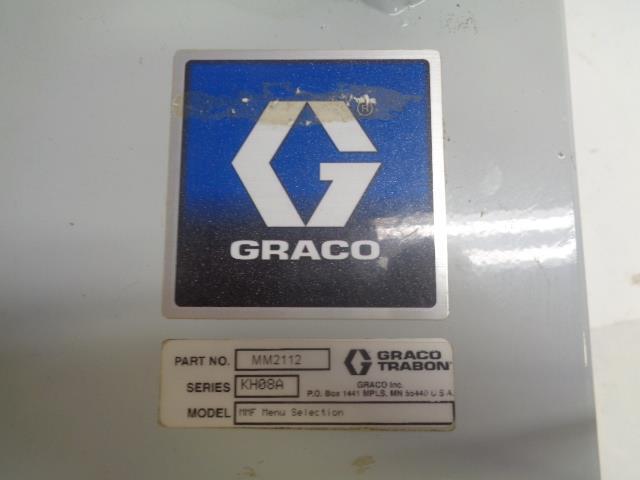 ®
GRACO
PART NO. MM2112
GRACO
TRABON
SERIES KH08A
GRACO Inc.
P.O. Box 1441 MPLS, MN 55440 U S A
MODEL MMF Menu Selection